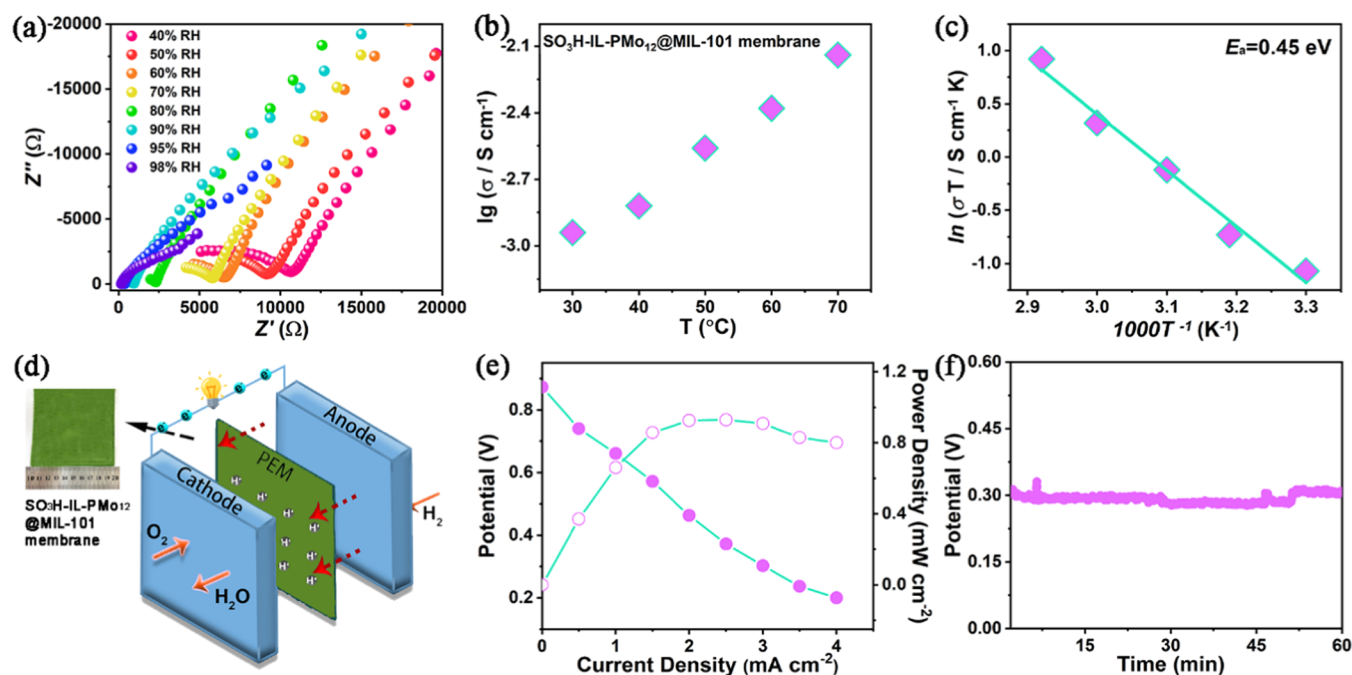 (a)
-20000
-15000
-10000
-5000
0
Z'' (Ω)
40% RH
50% RH
60% RH
70% RH
80% RH
90% RH
95% RH
98% RH
0 5000 10000 15000 20000
Z' (Ω)
(b)
SO3H-IL-PMo12@MIL-101 membrane
-2.1
-2.4
-2.7
-3.0
lg (σ / S cm-1)
30 40 50 60 70
T (°C)
(c)
Ea=0.45 eV
1.0
0.5
0.0
-0.5
-1.0
ln (σ T / S cm-1 K)
2.9 3.0 3.1 3.2 3.3
1000T -1 (K-1)
(d)
SO3H-IL-PMo12
@MIL-101
membrane
Anode
PEM
Cathode
H+ H+
H+ H+
H+ H+
H+ H+
H2
O2
H2O
(e)
0.8
0.6
0.4
0.2
Potential (V)
1.2
0.8
0.4
0.0
Power Density (mW cm-2)
0 1 2 3 4
Current Density (mA cm-2)
(f)
0.60
0.45
0.30
0.15
0.00
Potential (V)
15 30 45 60
Time (min)